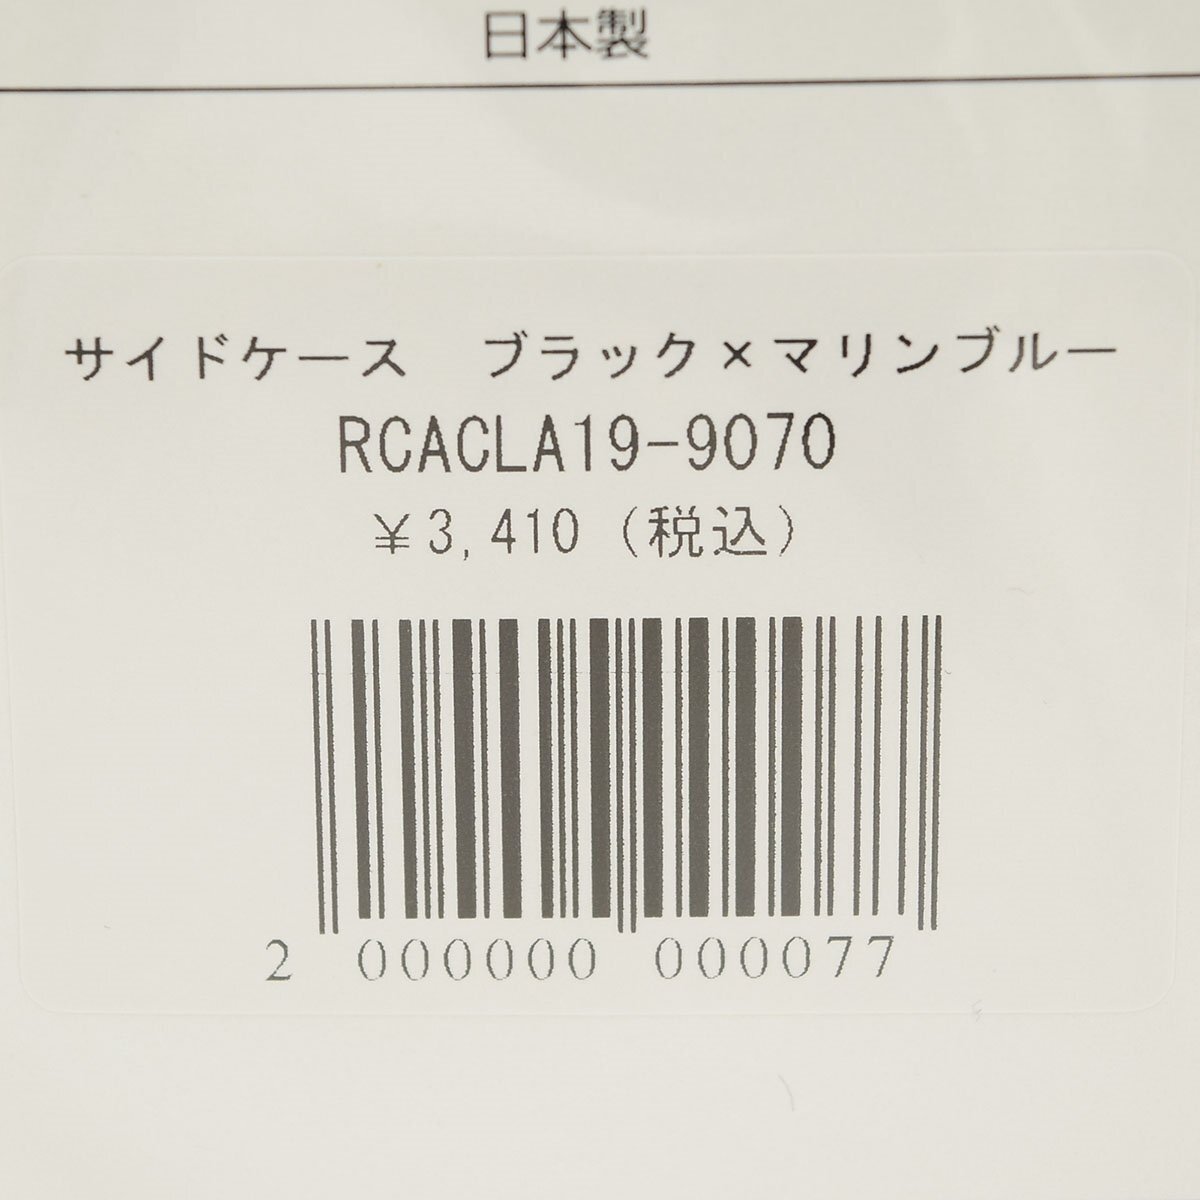 日本製
サイドケース　ブラック×マリンブルー
RCACLA19-9070
￥3,410（税込）
2 000000 000077